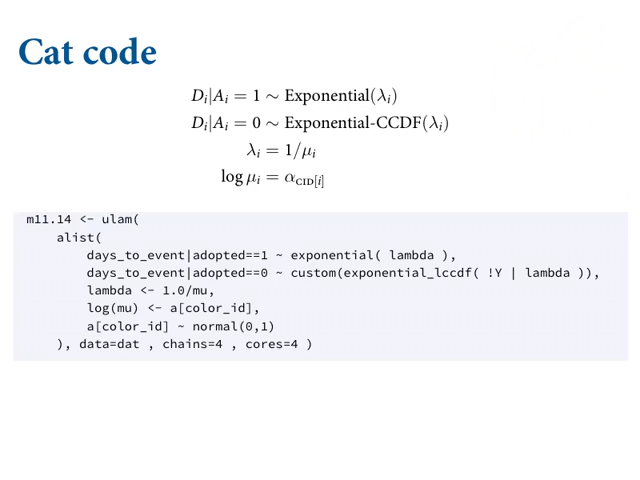 Cat code
D_i|A_i = 1 ∼ Exponential(λ_i)
D_i|A_i = 0 ∼ Exponential-CCDF(λ_i)
λ_i = 1/μ_i
log μ_i = α_CID[i]
m11.14 <- ulam(
alist(
days_to_event|adopted==1 ~ exponential( lambda ),
days_to_event|adopted==0 ~ custom(exponential_lccdf( !Y | lambda )),
lambda <- 1.0/mu,
log(mu) <- a[color_id],
a[color_id] ~ normal(0,1)
), data=dat , chains=4 , cores=4 )